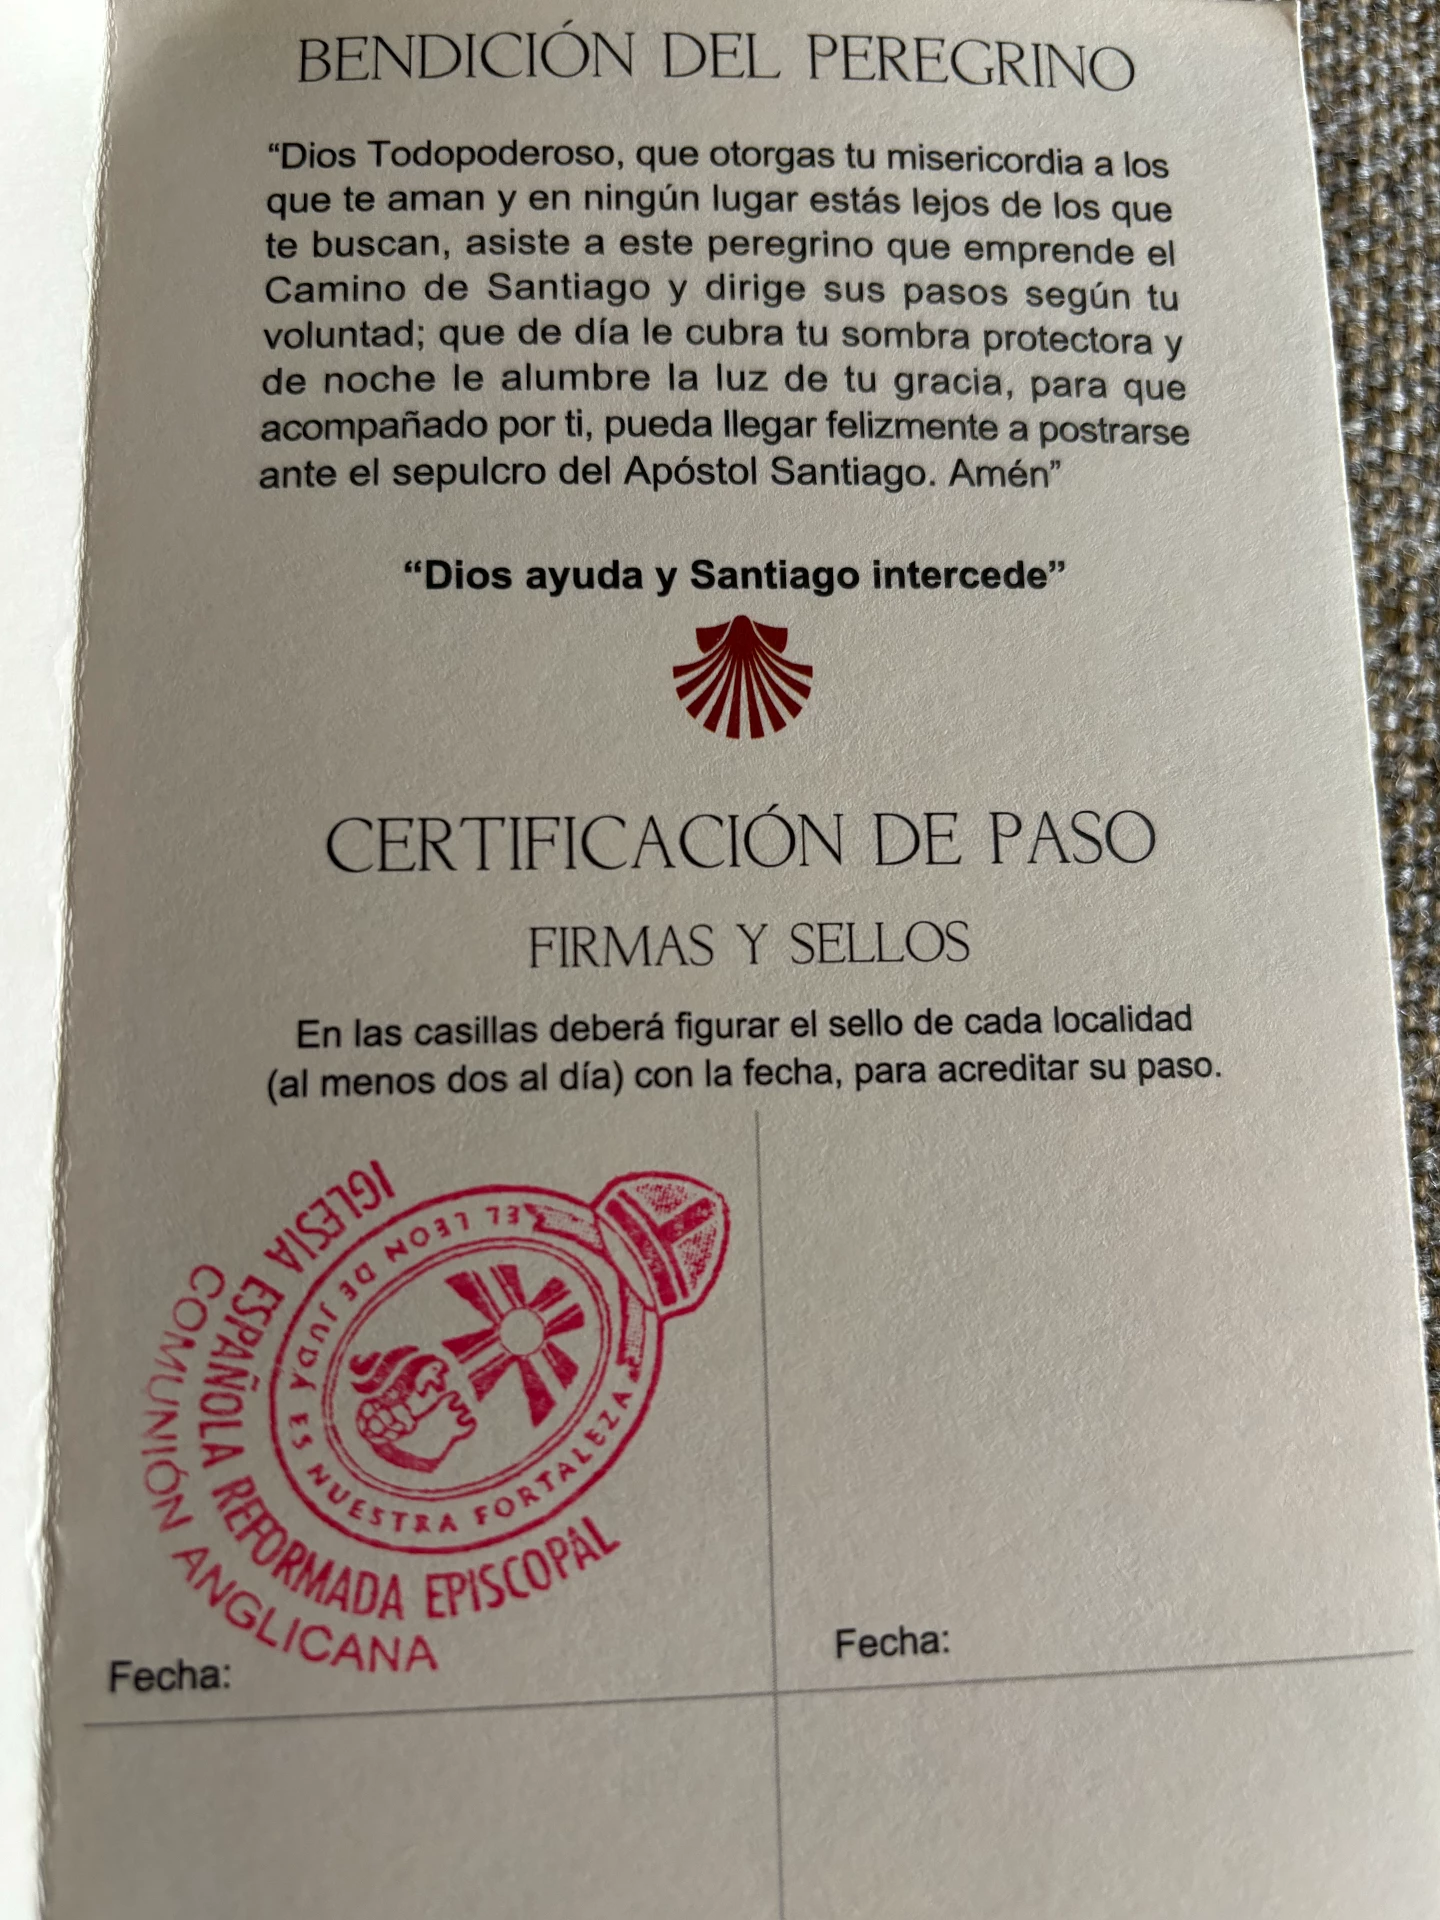 BENDICIÓN DEL PEREGRINO
“Dios Todopoderoso, que otorgas tu misericordia a los
que te aman y en ningún lugar estás lejos de los que
te buscan, asiste a este peregrino que emprende el
Camino de Santiago y dirige sus pasos según tu
voluntad; que de día le cubra tu sombra protectora y
de noche le alumbre la luz de tu gracia, para que
acompañado por ti, pueda llegar felizmente a postrarse
ante el sepulcro del Apóstol Santiago. Amén”
“Dios ayuda y Santiago intercede”
CERTIFICACIÓN DE PASO
FIRMAS Y SELLOS
En las casillas deberá figurar el sello de cada localidad
(al menos dos al día) con la fecha, para acreditar su paso.
EL LEON DE JUDÁ ES NUESTRA FORTALEZA
IGLESIA ESPAÑOLA REFORMADA EPISCOPAL
COMUNIÓN ANGLICANA
Fecha:
Fecha: